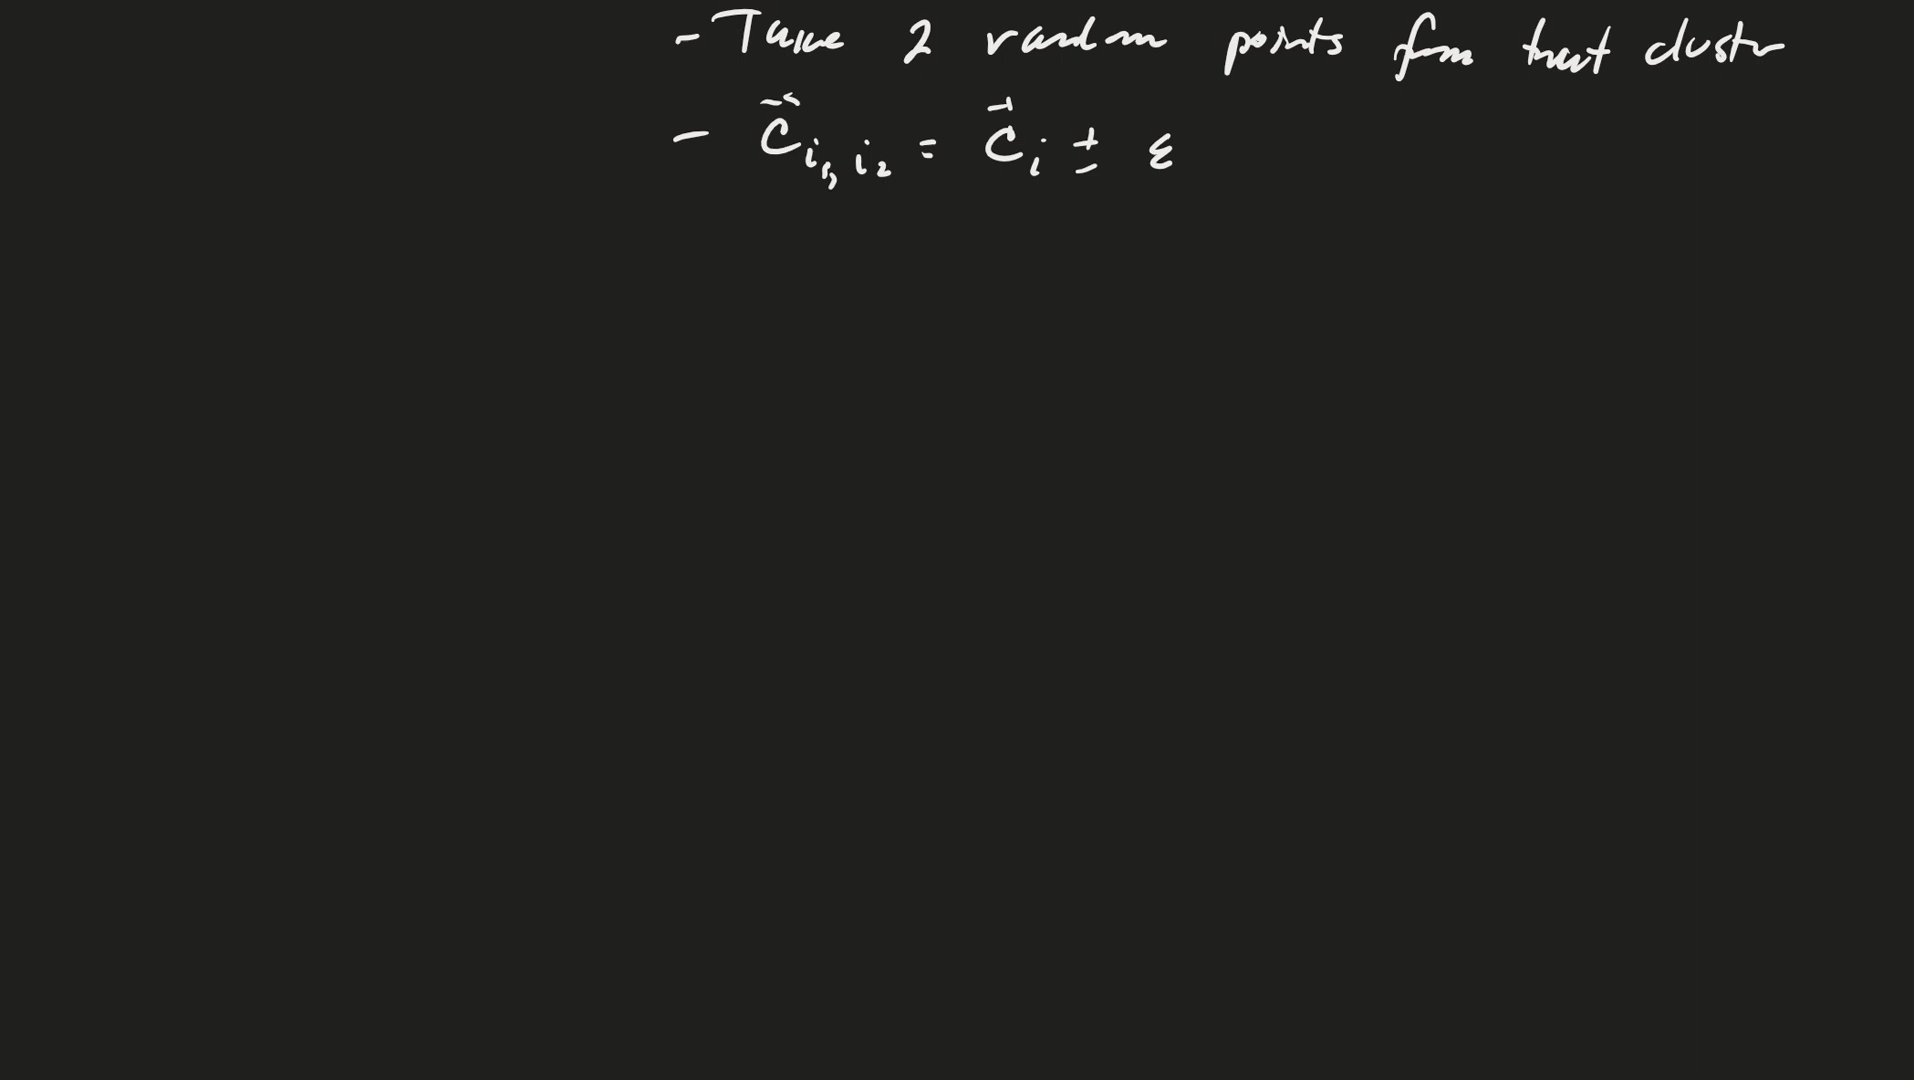 - Take 2 random points from that cluster
- c⃗ᵢ₁, ᵢ₂ = c⃗ᵢ ± ε